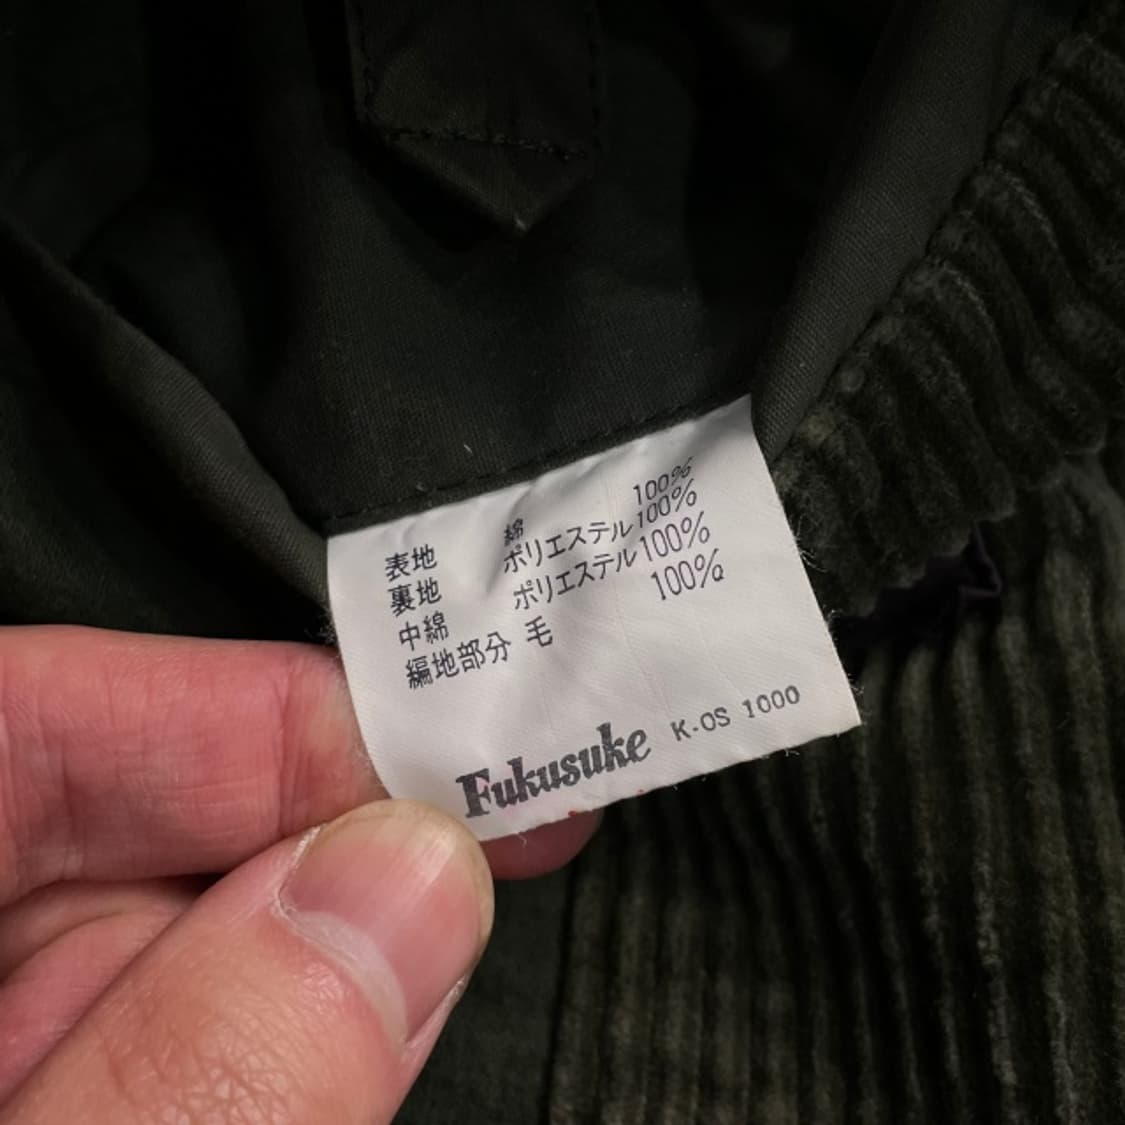 表地 綿 100%
裏地 ポリエステル 100%
中綿 ポリエステル 100%
編地部分 毛 100%
Fukusuke K-OS 1000